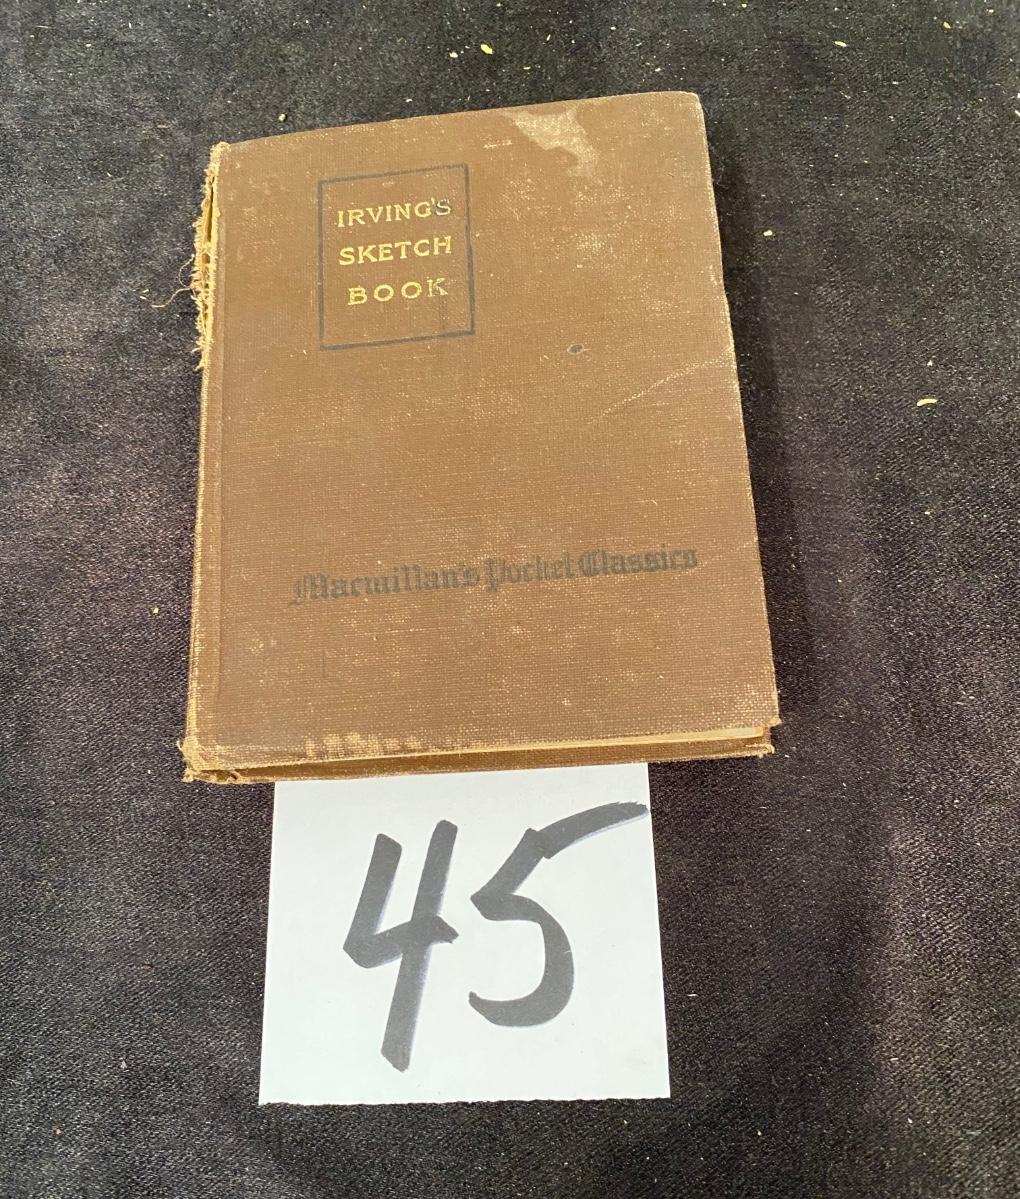 IRVING'S
SKETCH
BOOK
Macmillan's Pocket Classics
45